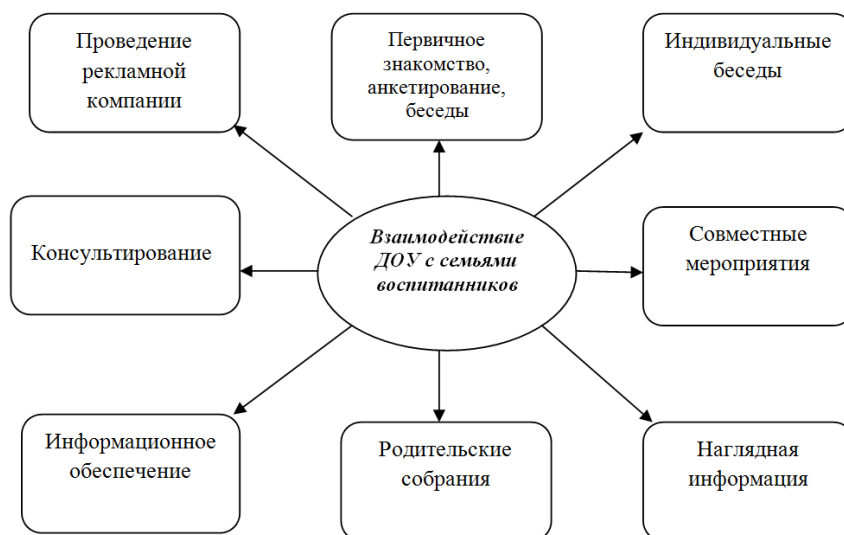 Проведение
рекламной
компании
Первичное
знакомство,
анкетирование,
беседы
Индивидуальные
беседы
Консультирование
Взаимодействие
ДОУ с семьями
воспитанников
Совместные
мероприятия
Информационное
обеспечение
Родительские
собрания
Наглядная
информация